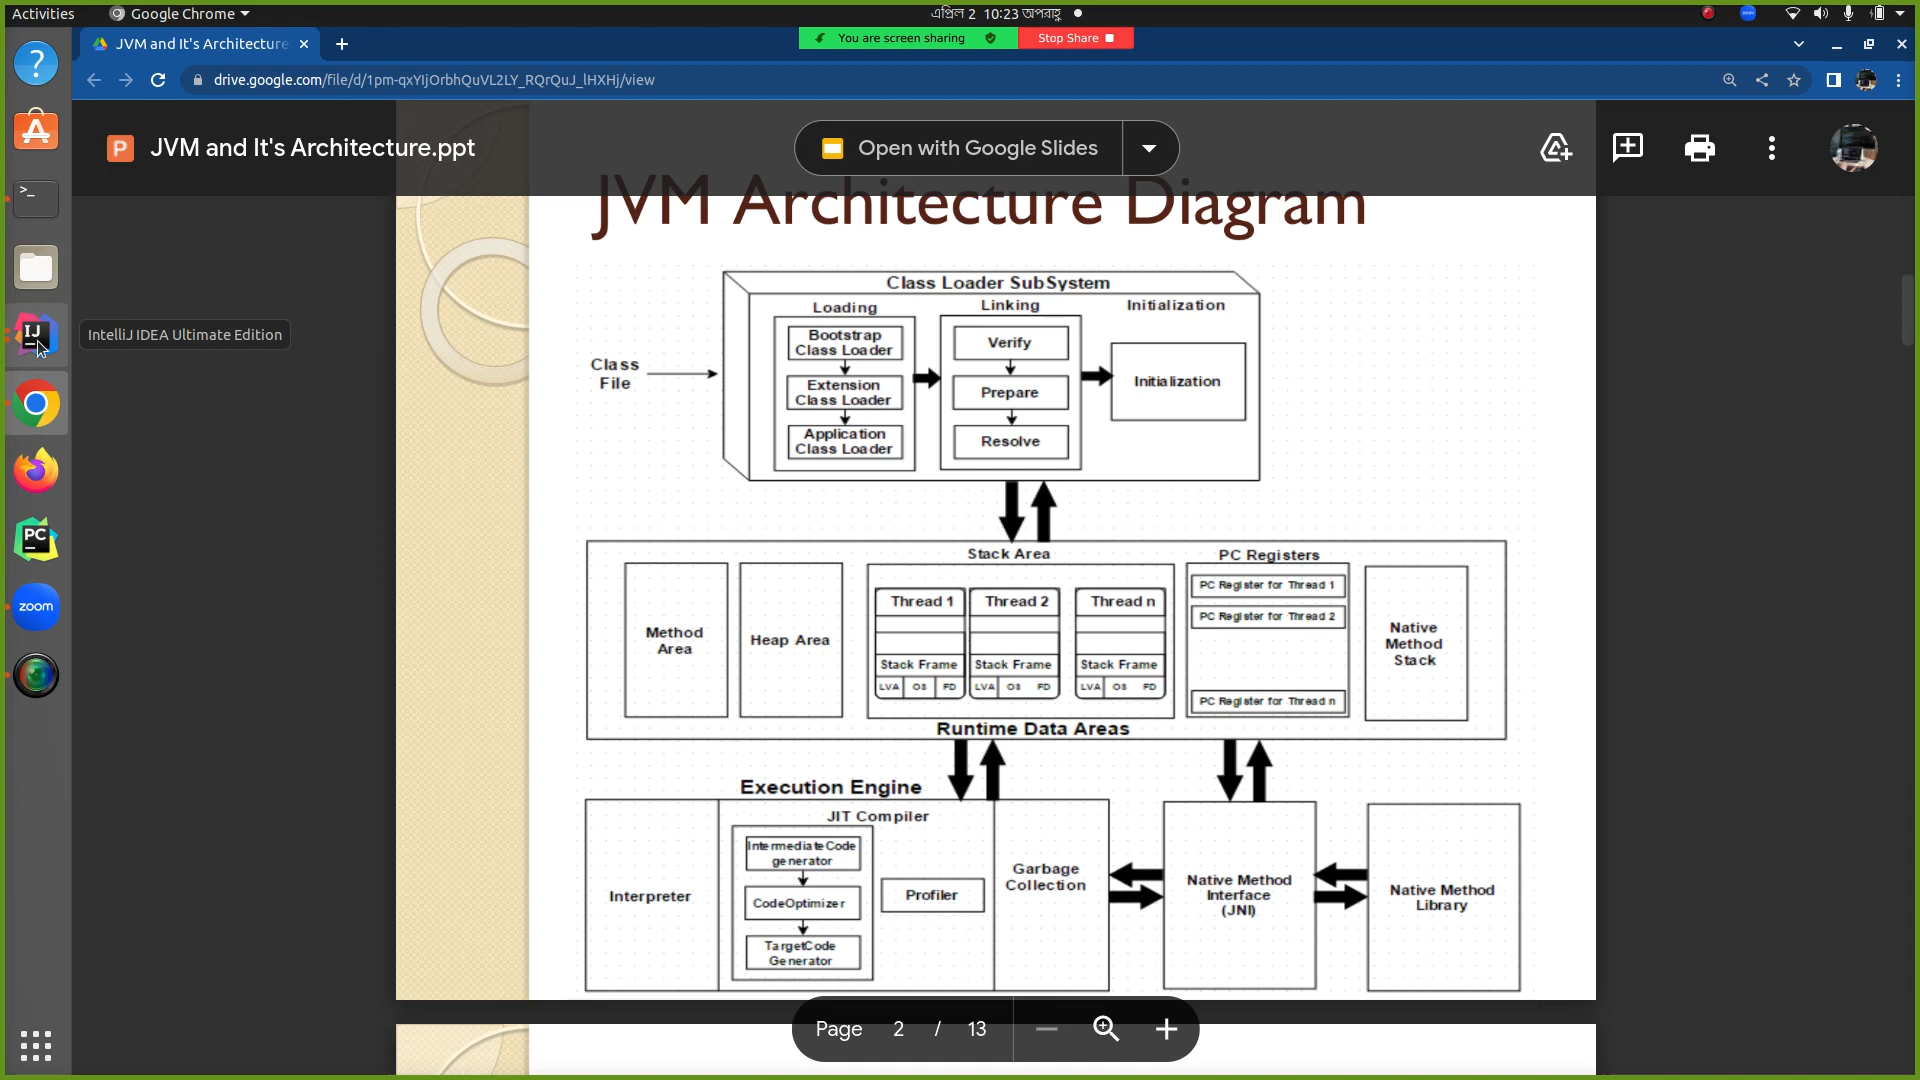 Activities
Google Chrome
এপ্রিল 2 10:23 অপরাহ্ণ
zoom
JVM and It's Architecture
You are screen sharing
Stop Share
drive.google.com/file/d/1pm-qxYIjOrbhQuVL2LY_RQrQuJ_lHXHj/view
P
JVM and It's Architecture.ppt
Open with Google Slides
JVM Architecture Diagram
IJ
IntelliJ IDEA Ultimate Edition
PC
zoom
Class Loader SubSystem
Loading
Linking
Initialization
Class
File
Bootstrap
Class Loader
Extension
Class Loader
Application
Class Loader
Verify
Prepare
Resolve
Initialization
Stack Area
PC Registers
Method
Area
Heap Area
Thread 1
Thread 2
Thread n
Stack Frame
Stack Frame
Stack Frame
LVA OS FD
LVA OS FD
LVA OS FD
PC Register for Thread 1
PC Register for Thread 2
PC Register for Thread n
Native
Method
Stack
Runtime Data Areas
Execution Engine
JIT Compiler
Interpreter
Intermediate Code
generator
CodeOptimizer
TargetCode
Generator
Profiler
Garbage
Collection
Native Method
Interface
(JNI)
Native Method
Library
Page 2 / 13